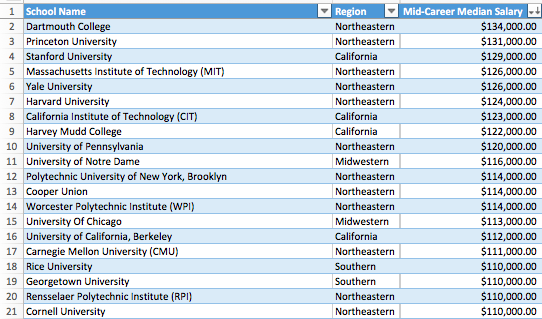 1 School Name Region Mid-Career Median Salary
2 Dartmouth College Northeastern $134,000.00
3 Princeton University Northeastern $131,000.00
4 Stanford University California $129,000.00
5 Massachusetts Institute of Technology (MIT) Northeastern $126,000.00
6 Yale University Northeastern $126,000.00
7 Harvard University Northeastern $124,000.00
8 California Institute of Technology (CIT) California $123,000.00
9 Harvey Mudd College California $122,000.00
10 University of Pennsylvania Northeastern $120,000.00
11 University of Notre Dame Midwestern $116,000.00
12 Polytechnic University of New York, Brooklyn Northeastern $114,000.00
13 Cooper Union Northeastern $114,000.00
14 Worcester Polytechnic Institute (WPI) Northeastern $114,000.00
15 University Of Chicago Midwestern $113,000.00
16 University of California, Berkeley California $112,000.00
17 Carnegie Mellon University (CMU) Northeastern $111,000.00
18 Rice University Southern $110,000.00
19 Georgetown University Southern $110,000.00
20 Rensselaer Polytechnic Institute (RPI) Northeastern $110,000.00
21 Cornell University Northeastern $110,000.00